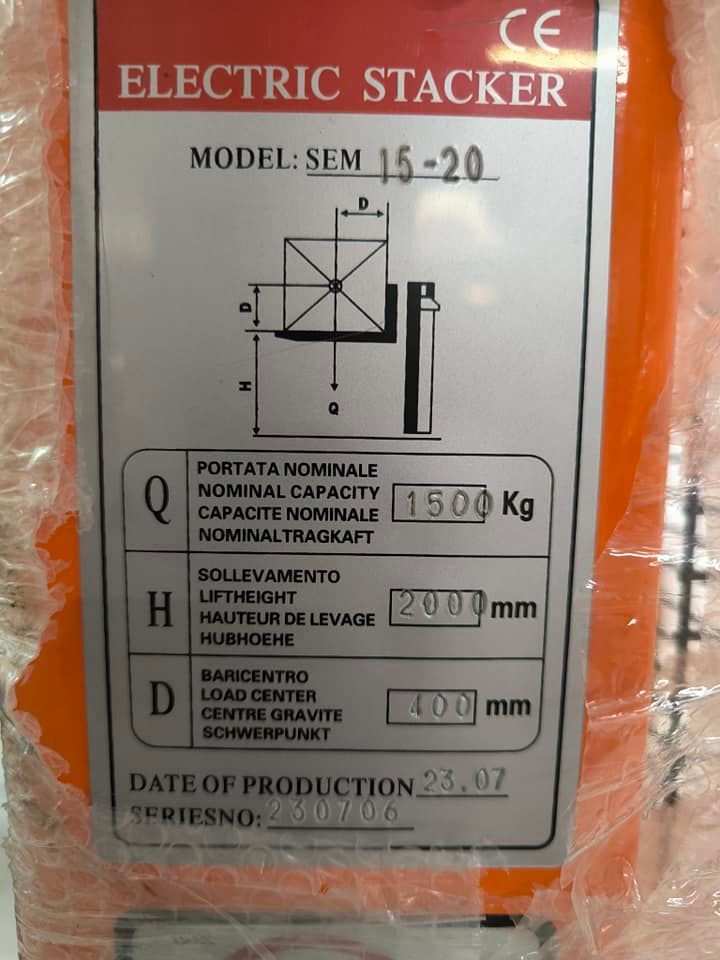 CE
ELECTRIC STACKER
MODEL: SEM 15-20
D
D
H
Q
Q
PORTATA NOMINALE
NOMINAL CAPACITY
CAPACITE NOMINALE
NOMINALTRAGKAFT
1500 Kg
H
SOLLEVAMENTO
LIFTHEIGHT
HAUTEUR DE LEVAGE
HUBHOEHE
2000 mm
D
BARICENTRO
LOAD CENTER
CENTRE GRAVITE
SCHWERPUNKT
400 mm
DATE OF PRODUCTION 23.07
SERIESNO: 230706